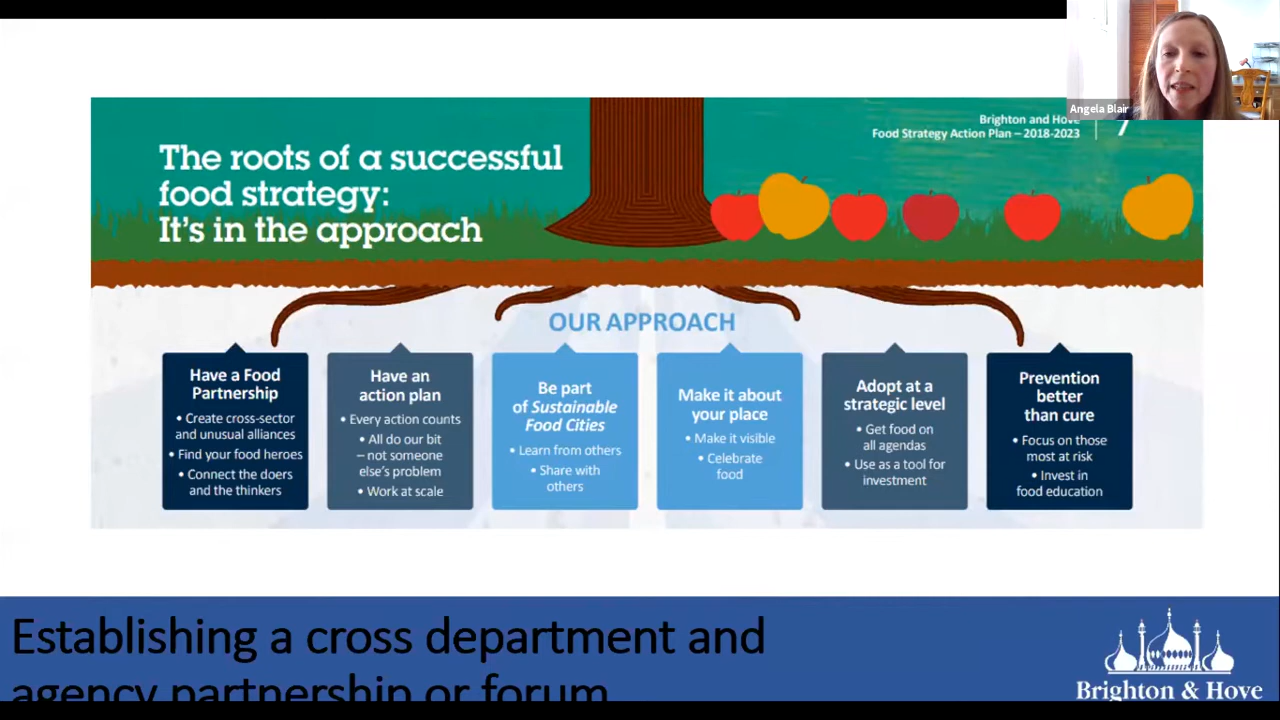 Angela Blair
Brighton and Hove
Food Strategy Action Plan – 2018-2023
7
The roots of a successful
food strategy:
It's in the approach
OUR APPROACH
Have a Food
Partnership
• Create cross-sector
and unusual alliances
• Find your food heroes
• Connect the doers
and the thinkers
Have an
action plan
• Every action counts
• All do our bit
– not someone
else's problem
• Work at scale
Be part
of Sustainable
Food Cities
• Learn from others
• Share with
others
Make it about
your place
• Make it visible
• Celebrate
food
Adopt at a
strategic level
• Get food on
all agendas
• Use as a tool for
investment
Prevention
better
than cure
• Focus on those
most at risk
• Invest in
food education
Establishing a cross department and
agency partnership or forum
Brighton & Hove